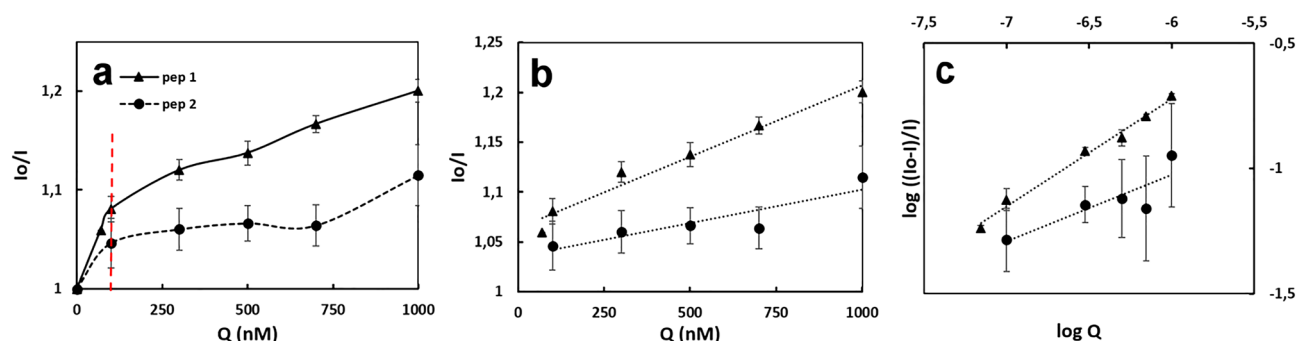 a
pep 1
pep 2
Io/I
1,2
1,1
1
0
250
500
750
1000
Q (nM)
b
Io/I
1,25
1,2
1,15
1,1
1,05
1
0
250
500
750
1000
Q (nM)
c
-7,5
-7
-6,5
-6
-5,5
-0,5
-1
-1,5
log ((Io-I)/I)
log Q